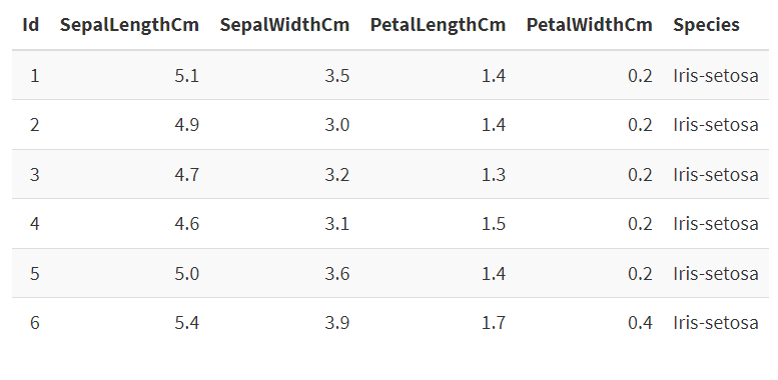 Id SepalLengthCm SepalWidthCm PetalLengthCm PetalWidthCm Species
1 5.1 3.5 1.4 0.2 Iris-setosa
2 4.9 3.0 1.4 0.2 Iris-setosa
3 4.7 3.2 1.3 0.2 Iris-setosa
4 4.6 3.1 1.5 0.2 Iris-setosa
5 5.0 3.6 1.4 0.2 Iris-setosa
6 5.4 3.9 1.7 0.4 Iris-setosa